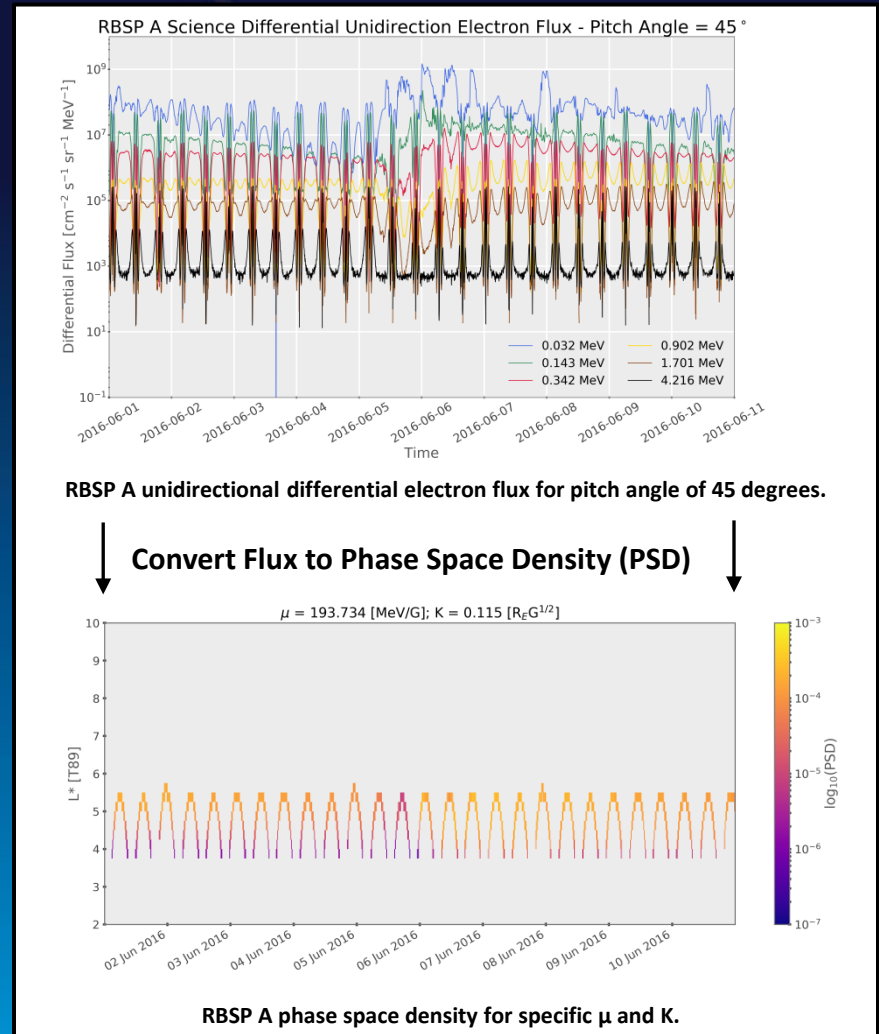 RBSP A Science Differential Unidirection Electron Flux - Pitch Angle = 45°
Differential Flux [cm⁻² s⁻¹ sr⁻¹ MeV⁻¹]
10⁹
10⁷
10⁵
10³
10¹
10⁻¹
0.032 MeV
0.143 MeV
0.342 MeV
0.902 MeV
1.701 MeV
4.216 MeV
2016-06-01
2016-06-02
2016-06-03
2016-06-04
2016-06-05
2016-06-06
2016-06-07
2016-06-08
2016-06-09
2016-06-10
2016-06-11
Time
RBSP A unidirectional differential electron flux for pitch angle of 45 degrees.
Convert Flux to Phase Space Density (PSD)
μ = 193.734 [MeV/G]; K = 0.115 [R_EG^{1/2}]
L* [T89]
10
9
8
7
6
5
4
3
2
02 Jun 2016
03 Jun 2016
04 Jun 2016
05 Jun 2016
06 Jun 2016
07 Jun 2016
08 Jun 2016
09 Jun 2016
10 Jun 2016
10⁻³
10⁻⁴
10⁻⁵
10⁻⁶
10⁻⁷
log₁₀(PSD)
RBSP A phase space density for specific μ and K.